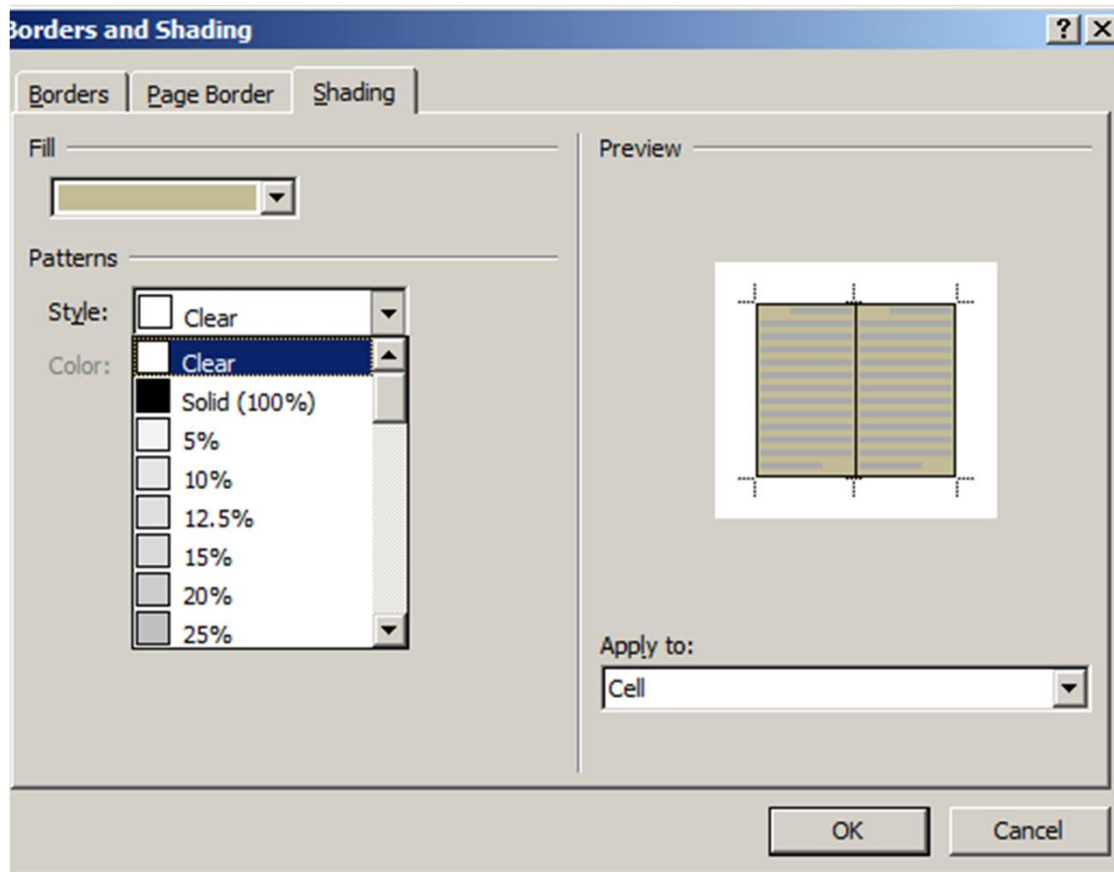 Borders and Shading
Borders Page Border Shading
Fill
Preview
Patterns
Style: Clear
Color:
Clear
Solid (100%)
5%
10%
12.5%
15%
20%
25%
Apply to:
Cell
OK Cancel